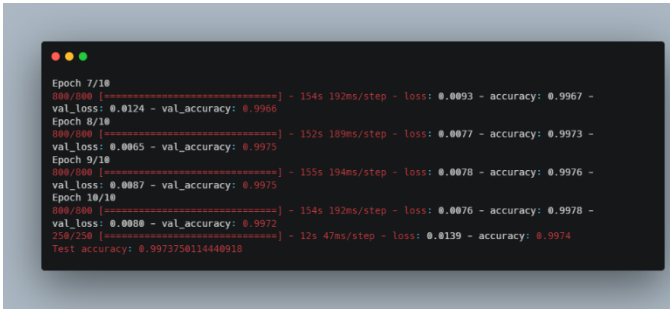 Epoch 7/10
800/800 [==============================] - 154s 192ms/step - loss: 0.0093 - accuracy: 0.9967 -
val_loss: 0.0124 - val_accuracy: 0.9966
Epoch 8/10
800/800 [==============================] - 152s 189ms/step - loss: 0.0077 - accuracy: 0.9973 -
val_loss: 0.0065 - val_accuracy: 0.9975
Epoch 9/10
800/800 [==============================] - 155s 194ms/step - loss: 0.0078 - accuracy: 0.9976 -
val_loss: 0.0087 - val_accuracy: 0.9975
Epoch 10/10
800/800 [==============================] - 154s 192ms/step - loss: 0.0076 - accuracy: 0.9978 -
val_loss: 0.0080 - val_accuracy: 0.9972
250/250 [==============================] - 12s 47ms/step - loss: 0.0139 - accuracy: 0.9974
Test accuracy: 0.9973750114440918